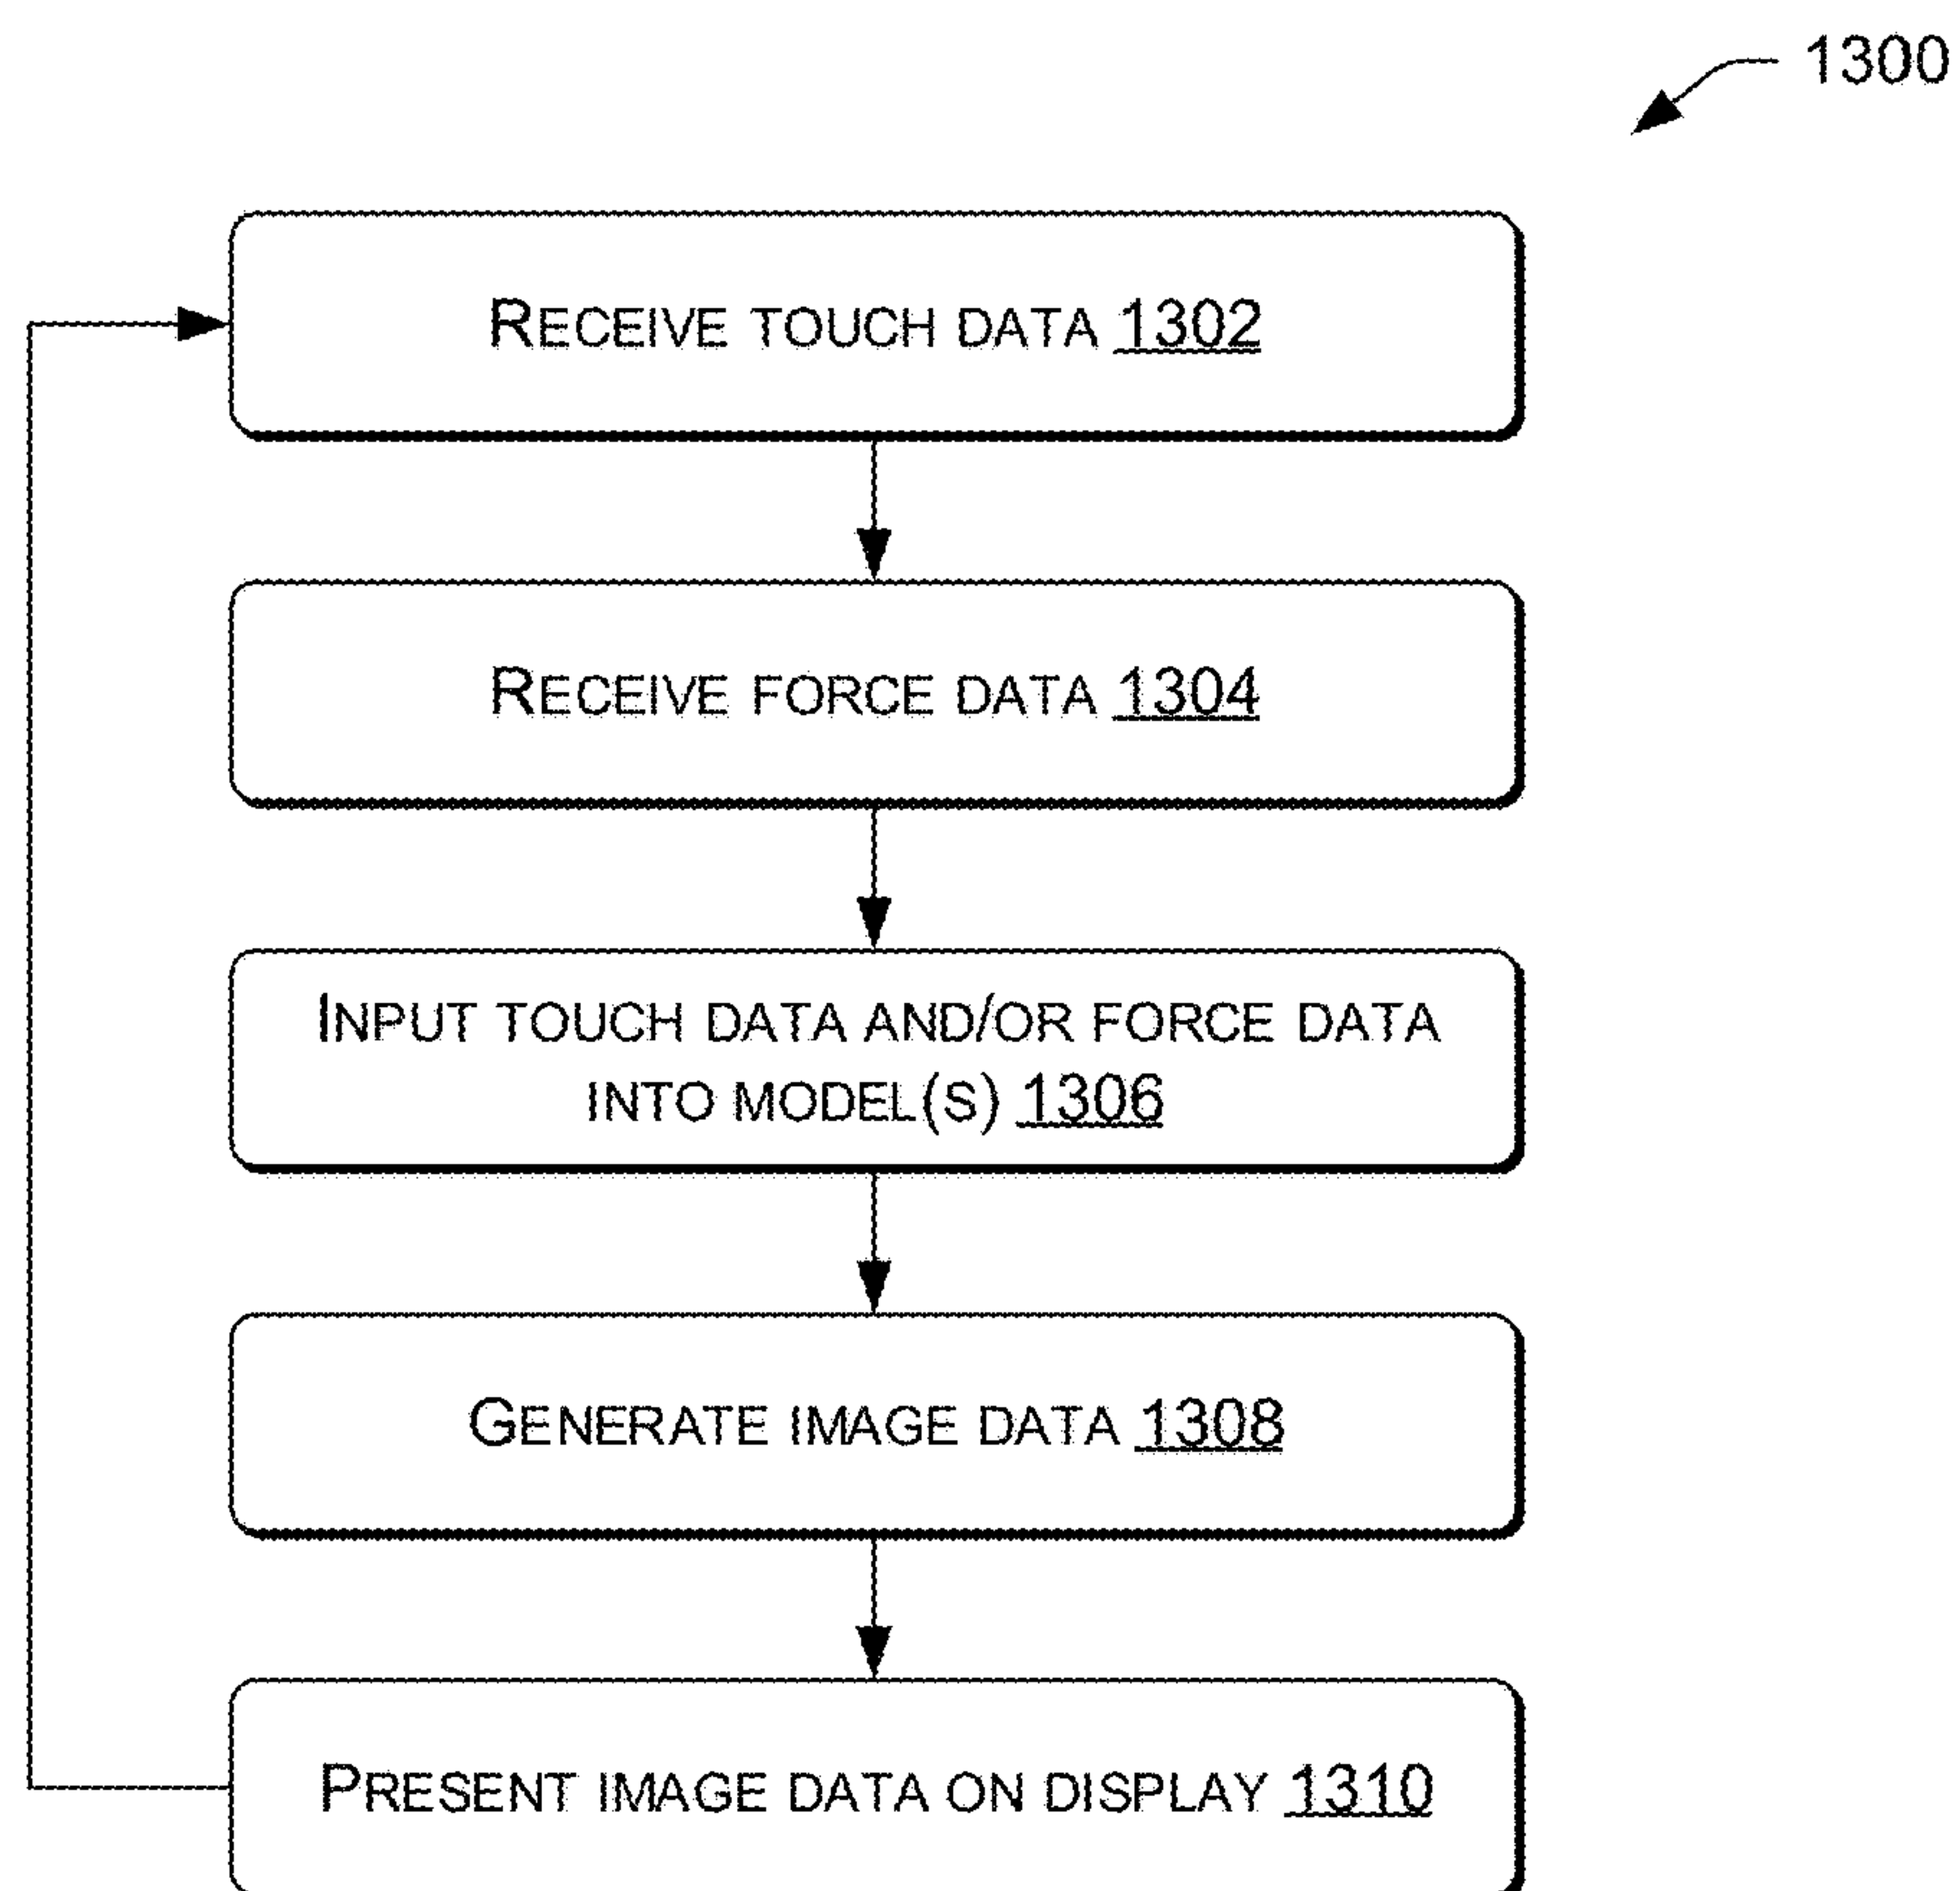 1300
RECEIVE TOUCH DATA 1302
RECEIVE FORCE DATA 1304
INPUT TOUCH DATA AND/OR FORCE DATA
INTO MODEL(S) 1306
GENERATE IMAGE DATA 1308
PRESENT IMAGE DATA ON DISPLAY 1310